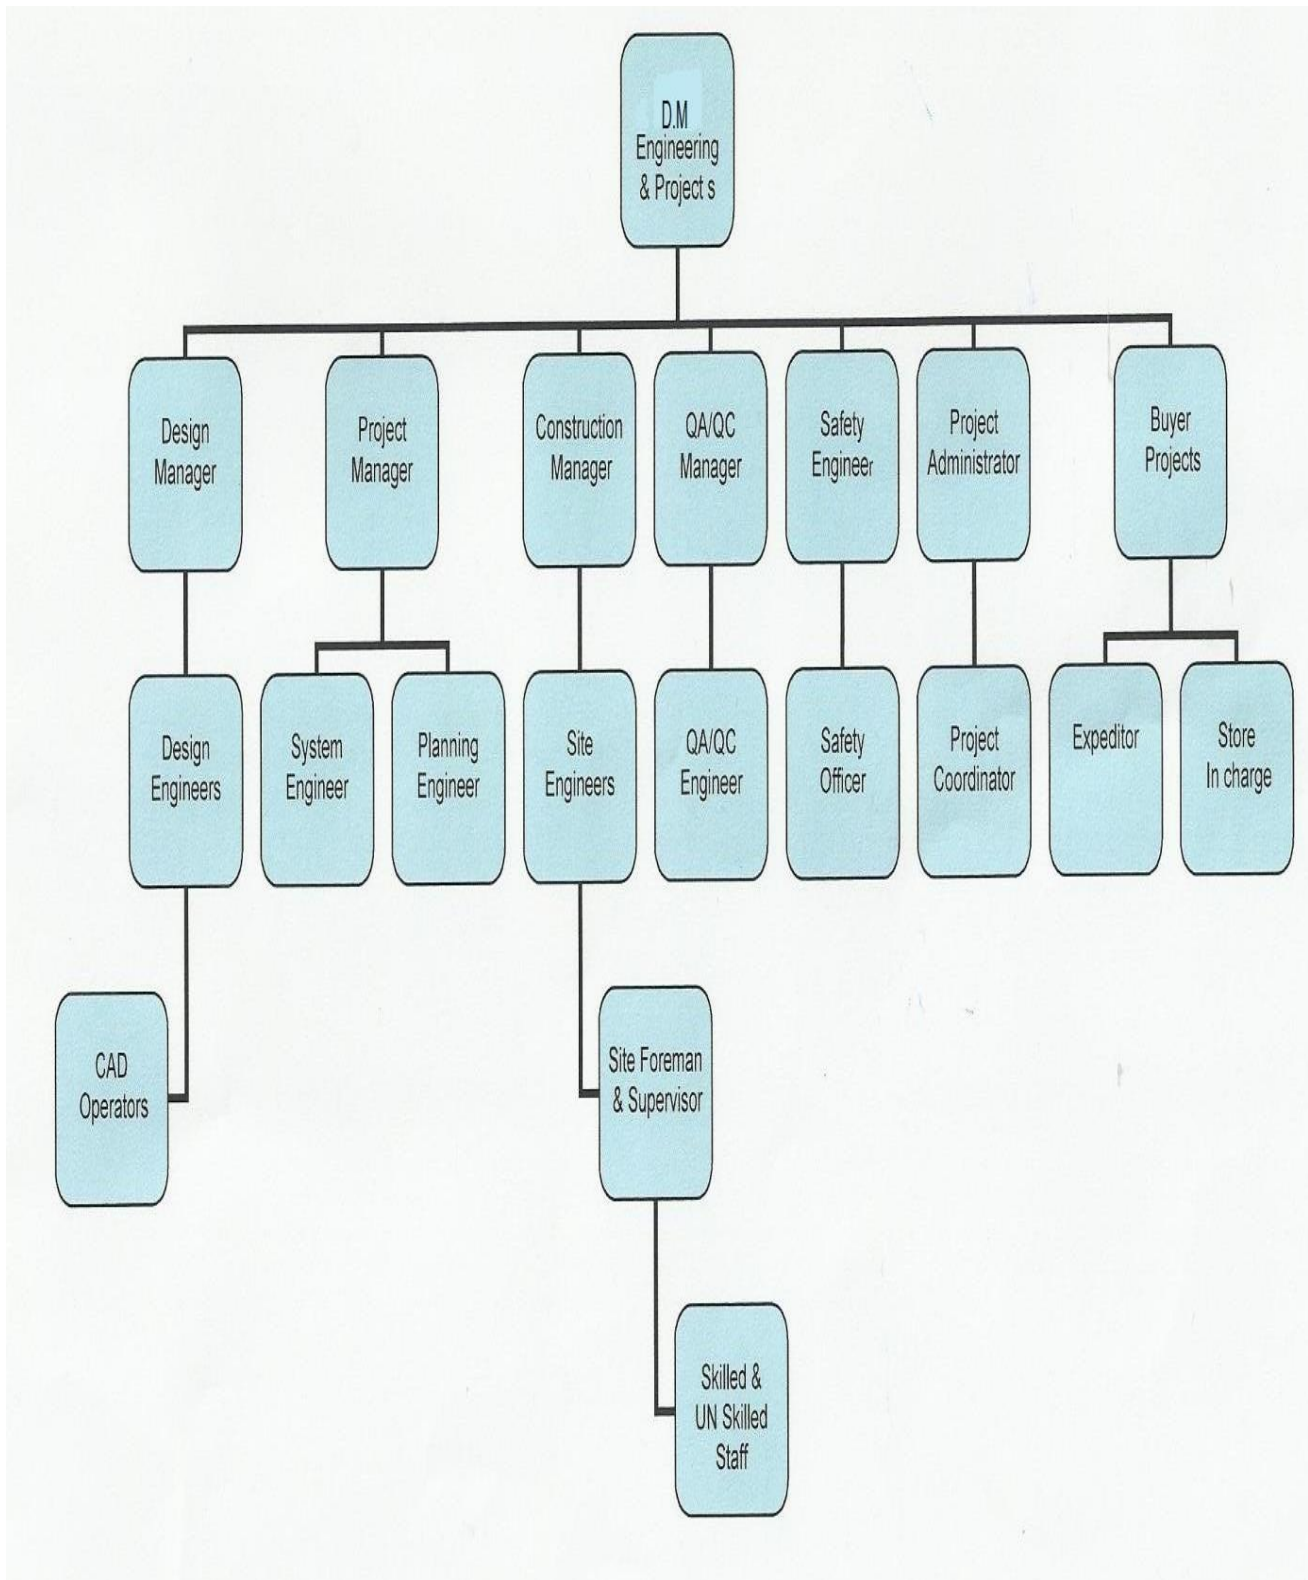 D.M
Engineering
& Project s
Design
Manager
Project
Manager
Construction
Manager
QA/QC
Manager
Safety
Engineer
Project
Administrator
Buyer
Projects
Design
Engineers
System
Engineer
Planning
Engineer
Site
Engineers
QA/QC
Engineer
Safety
Officer
Project
Coordinator
Expeditor
Store
In charge
CAD
Operators
Site Foreman
& Supervisor
Skilled &
UN Skilled
Staff